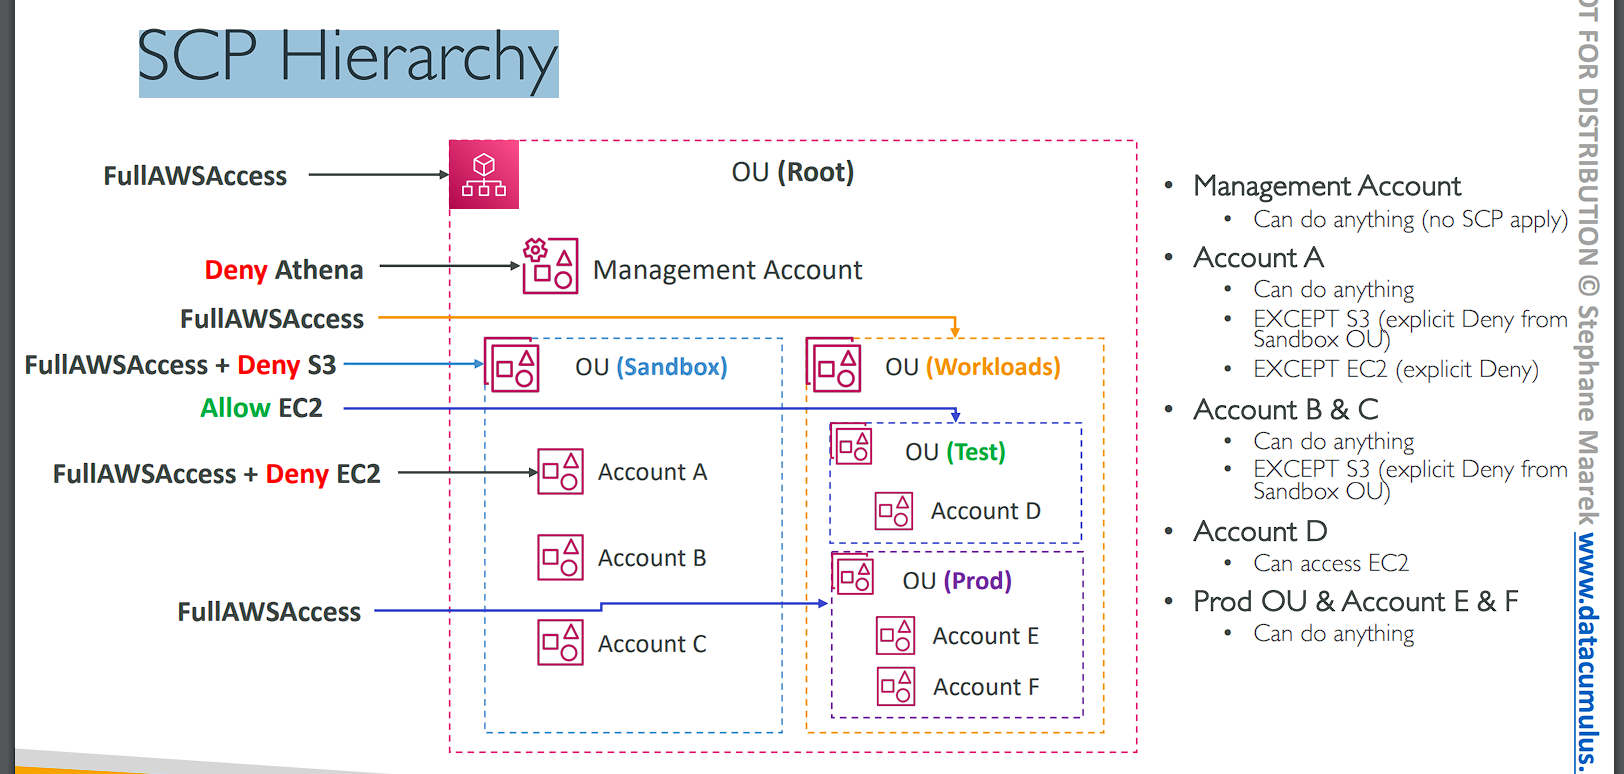 SCP Hierarchy
FullAWSAccess
OU (Root)
Deny Athena
Management Account
FullAWSAccess
FullAWSAccess + Deny S3
OU (Sandbox)
OU (Workloads)
Allow EC2
OU (Test)
FullAWSAccess + Deny EC2
Account A
Account D
Account B
OU (Prod)
FullAWSAccess
Account C
Account E
Account F
• Management Account
• Can do anything (no SCP apply)
• Account A
• Can do anything
• EXCEPT S3 (explicit Deny from
Sandbox OU)
• EXCEPT EC2 (explicit Deny)
• Account B & C
• Can do anything
• EXCEPT S3 (explicit Deny from
Sandbox OU)
• Account D
• Can access EC2
• Prod OU & Account E & F
• Can do anything
FOR DISTRIBUTION © Stephane Maarek www.datacumulus.